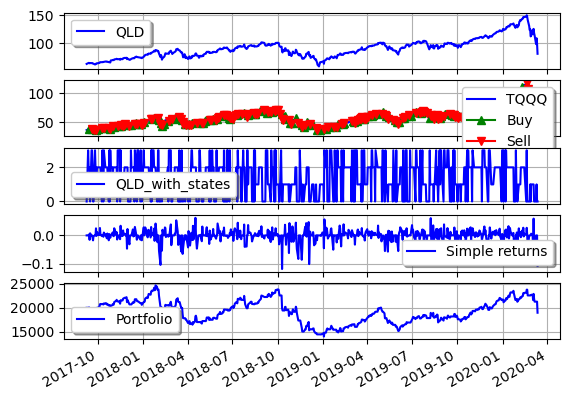 150
QLD
100
100
TQQQ
Buy
50
Sell
2
QLD_with_states
0
0.0
Simple returns
−0.1
25000
20000
Portfolio
15000
2017-10 2018-01 2018-04 2018-07 2018-10 2019-01 2019-04 2019-07 2019-10 2020-01 2020-04